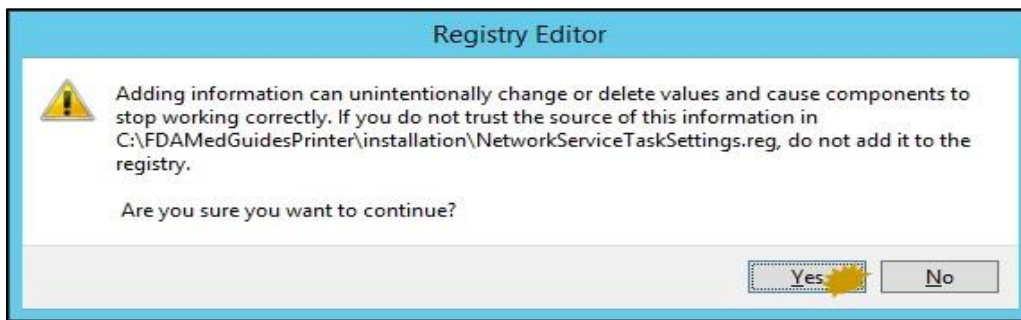 Registry Editor
Adding information can unintentionally change or delete values and cause components to
stop working correctly. If you do not trust the source of this information in
C:\FDAMedGuidesPrinter\installation\NetworkServiceTaskSettings.reg, do not add it to the
registry.
Are you sure you want to continue?
Yes No